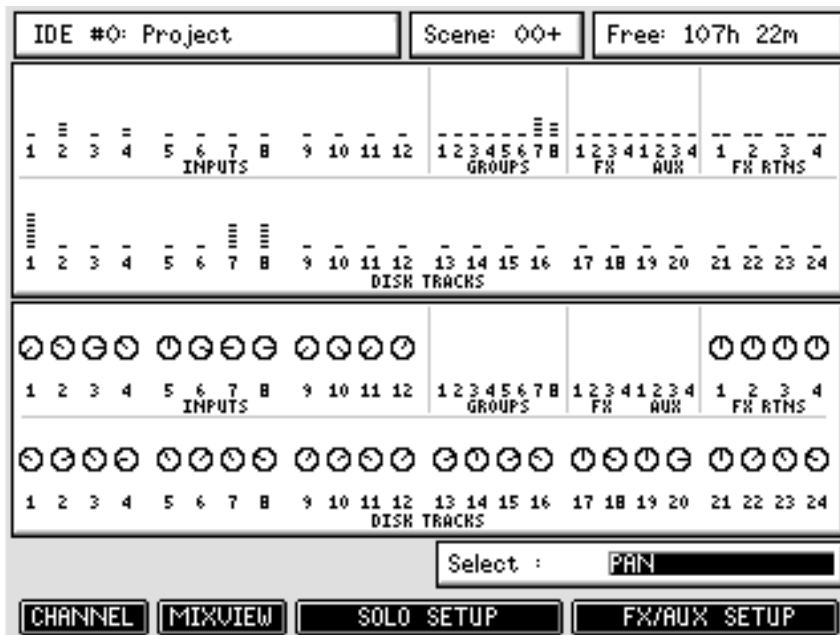 IDE #0: Project Scene: 00+ Free: 107h 22m
1 2 3 4 5 6 7 8 9 10 11 12 1 2 3 4 5 6 7 8 1 2 3 4 1 2 3 4 1 2 3 4
INPUTS GROUPS FX AUX FX RTNS
1 2 3 4 5 6 7 8 9 10 11 12 13 14 15 16 17 18 19 20 21 22 23 24
DISK TRACKS
1 2 3 4 5 6 7 8 9 10 11 12 1 2 3 4 5 6 7 8 1 2 3 4 1 2 3 4 1 2 3 4
INPUTS GROUPS FX AUX FX RTNS
1 2 3 4 5 6 7 8 9 10 11 12 13 14 15 16 17 18 19 20 21 22 23 24
DISK TRACKS
Select : PAN
CHANNEL MIXVIEW SOLO SETUP FX/AUX SETUP